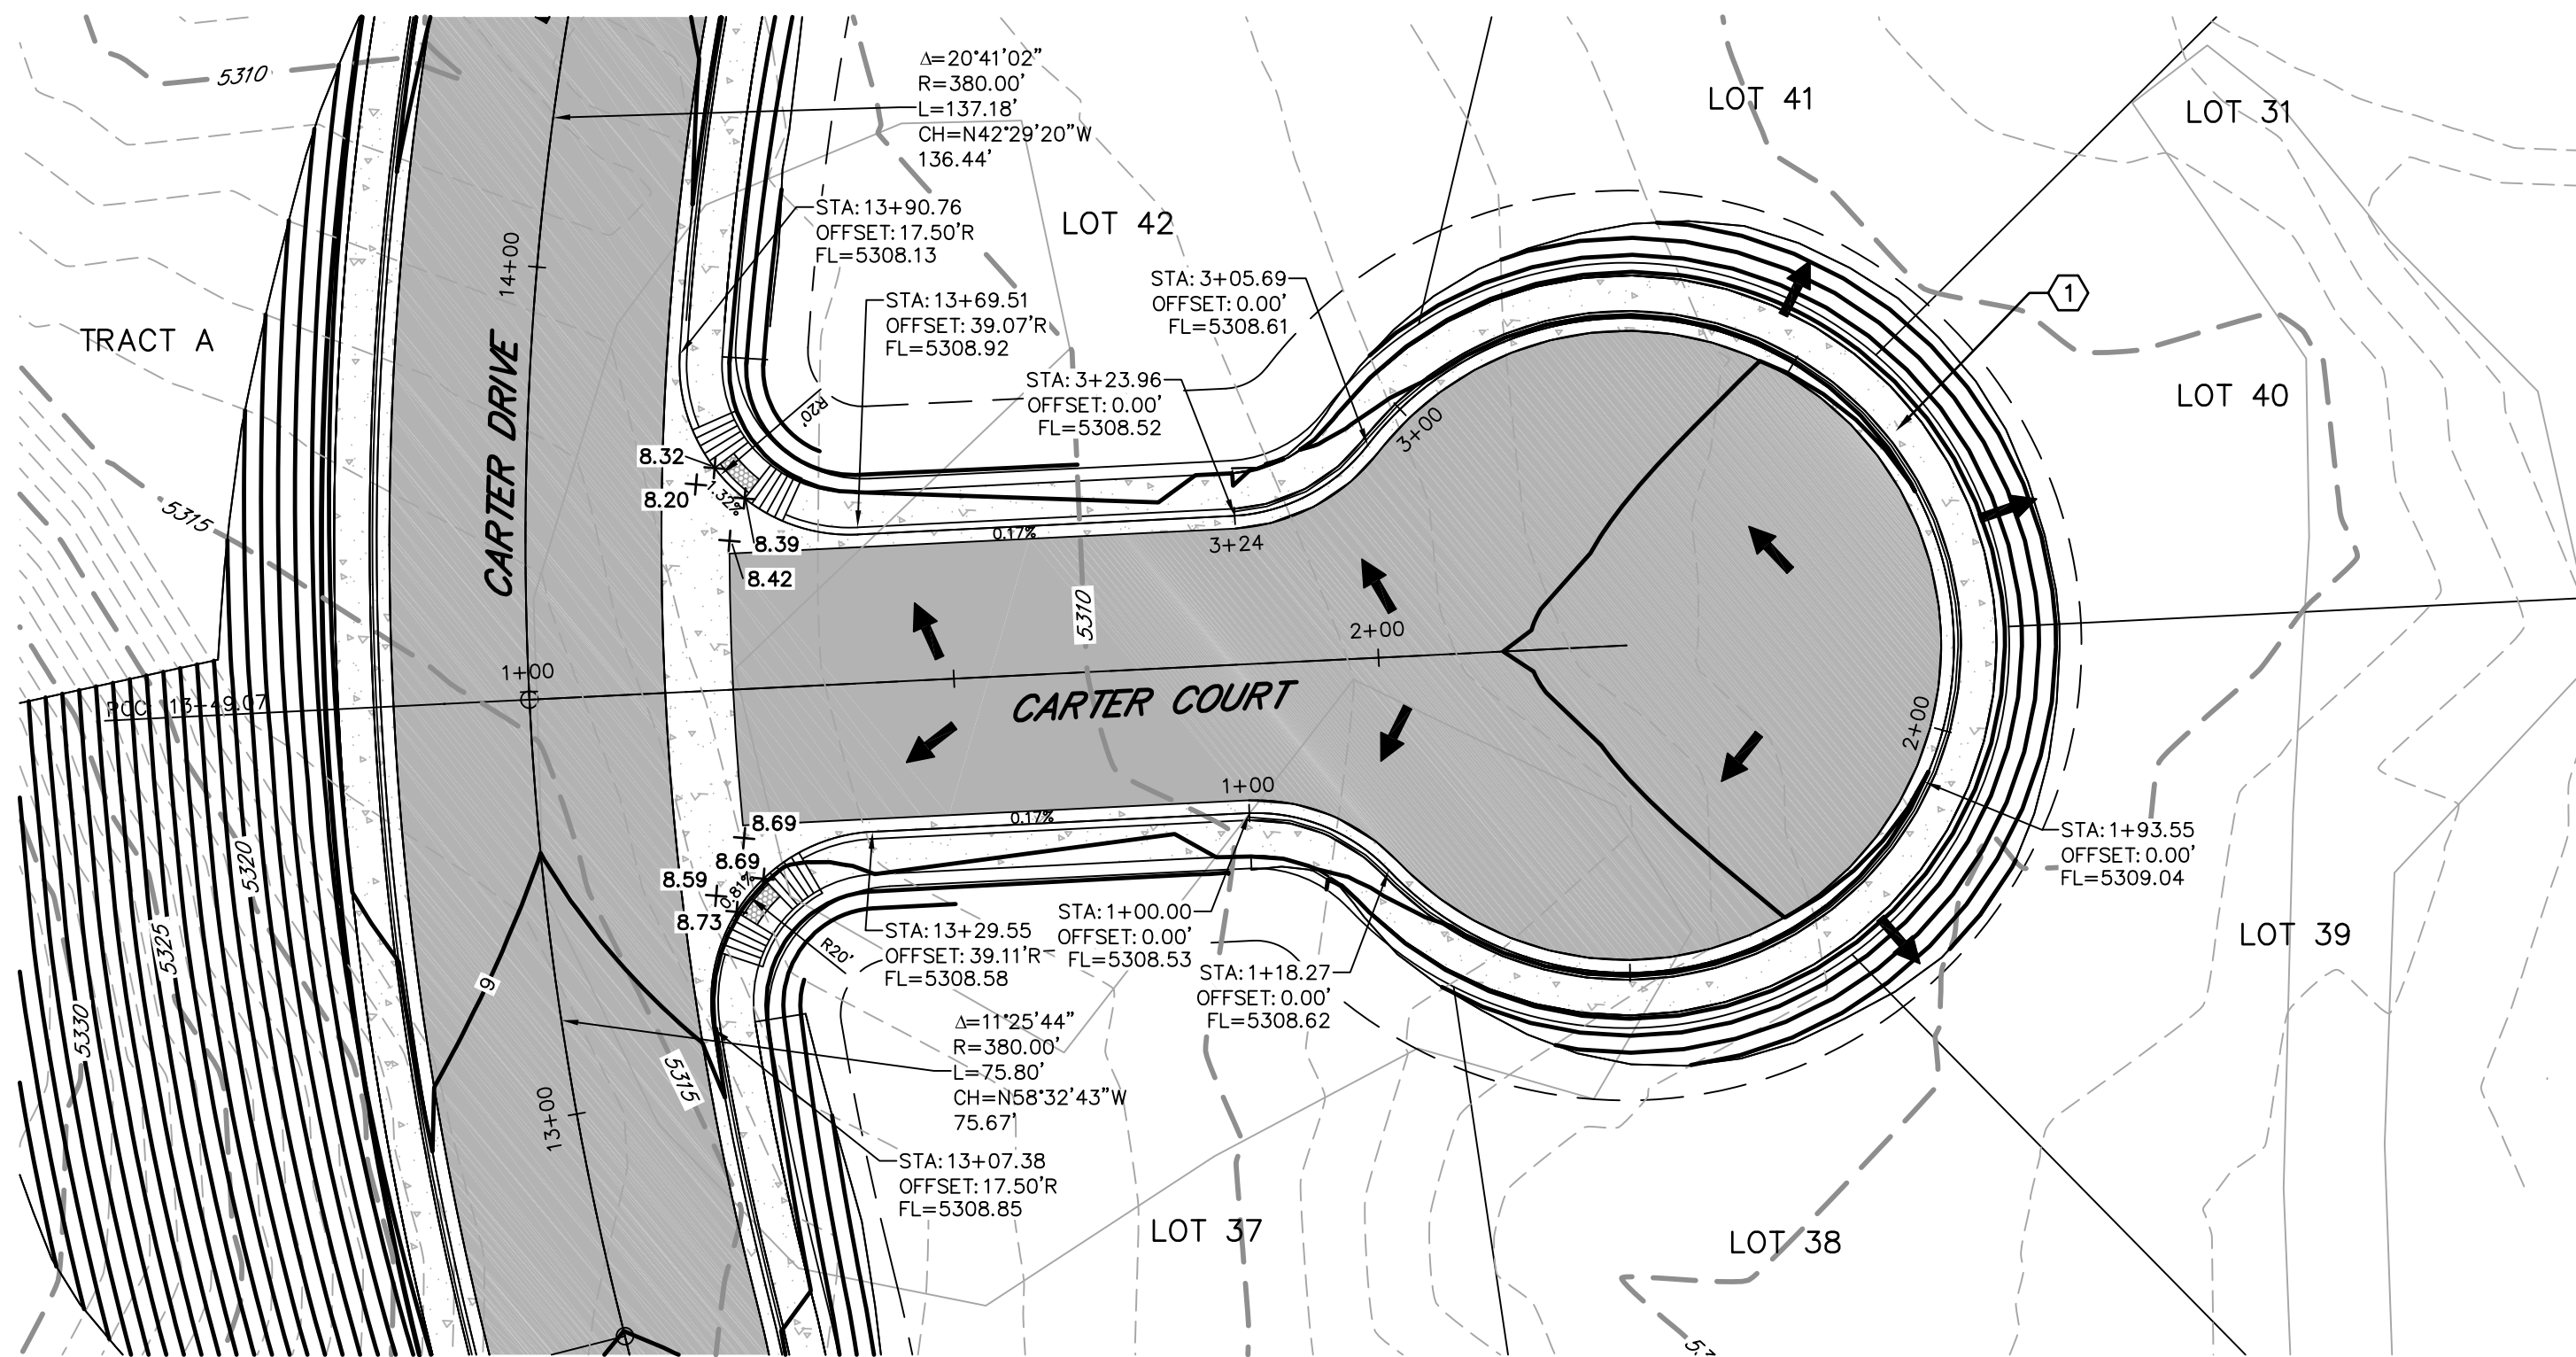 5310
Δ=20°41'02"
R=380.00'
L=137.18'
CH=N42°29'20"W
136.44'
LOT 41
LOT 31
STA: 13+90.76
OFFSET: 17.50'R
FL=5308.13
LOT 42
14+00
STA: 3+05.69
OFFSET: 0.00'
FL=5308.61
1
STA: 13+69.51
OFFSET: 39.07'R
FL=5308.92
TRACT A
CARTER DRIVE
STA: 3+23.96
OFFSET: 0.00'
FL=5308.52
LOT 40
R20'
3+00
8.32
8.20
1.32%
5315
8.39
8.42
0.17%
3+24
5310
2+00
1+00
POC: 13+49.07
CARTER COURT
2+00
1+00
0.17%
8.69
8.69
8.59
0.81%
8.73
STA: 1+93.55
OFFSET: 0.00'
FL=5309.04
5320
5325
5330
9
R20'
STA: 13+29.55
OFFSET: 39.11'R
FL=5308.58
STA: 1+00.00
OFFSET: 0.00'
FL=5308.53
STA: 1+18.27
OFFSET: 0.00'
FL=5308.62
LOT 39
Δ=11°25'44"
R=380.00'
L=75.80'
CH=N58°32'43"W
75.67'
5315
13+00
STA: 13+07.38
OFFSET: 17.50'R
FL=5308.85
LOT 37
LOT 38